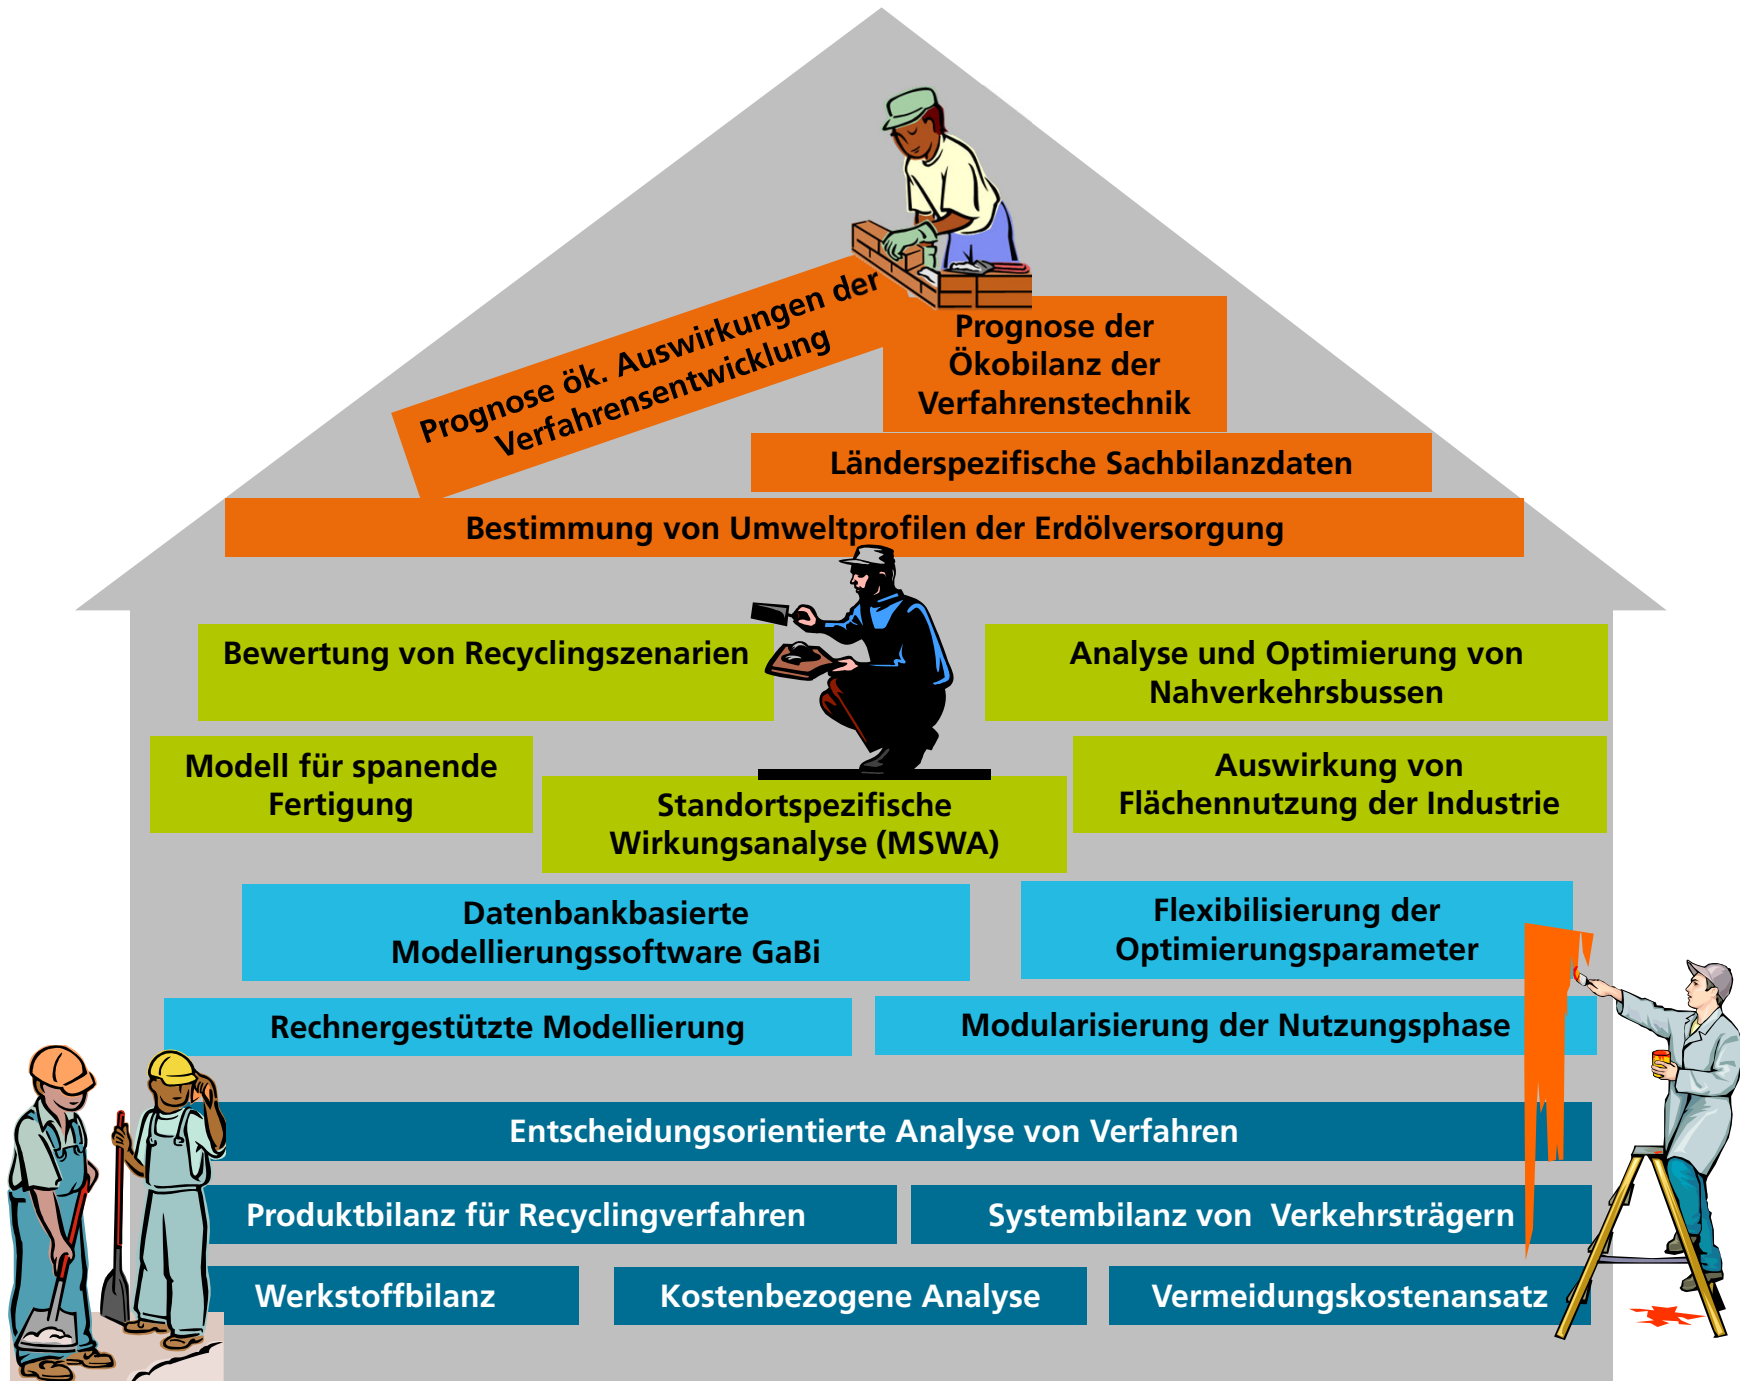 Prognose ök. Auswirkungen der
Verfahrensentwicklung
Prognose der
Ökobilanz der
Verfahrenstechnik
Länderspezifische Sachbilanzdaten
Bestimmung von Umweltprofilen der Erdölversorgung
Bewertung von Recyclingszenarien
Analyse und Optimierung von
Nahverkehrsbussen
Modell für spanende
Fertigung
Standortspezifische
Wirkungsanalyse (MSWA)
Auswirkung von
Flächennutzung der Industrie
Datenbankbasierte
Modellierungssoftware GaBi
Flexibilisierung der
Optimierungsparameter
Rechnergestützte Modellierung
Modularisierung der Nutzungsphase
Entscheidungsorientierte Analyse von Verfahren
Produktbilanz für Recyclingverfahren
Systembilanz von Verkehrsträgern
Werkstoffbilanz
Kostenbezogene Analyse
Vermeidungskostenansatz